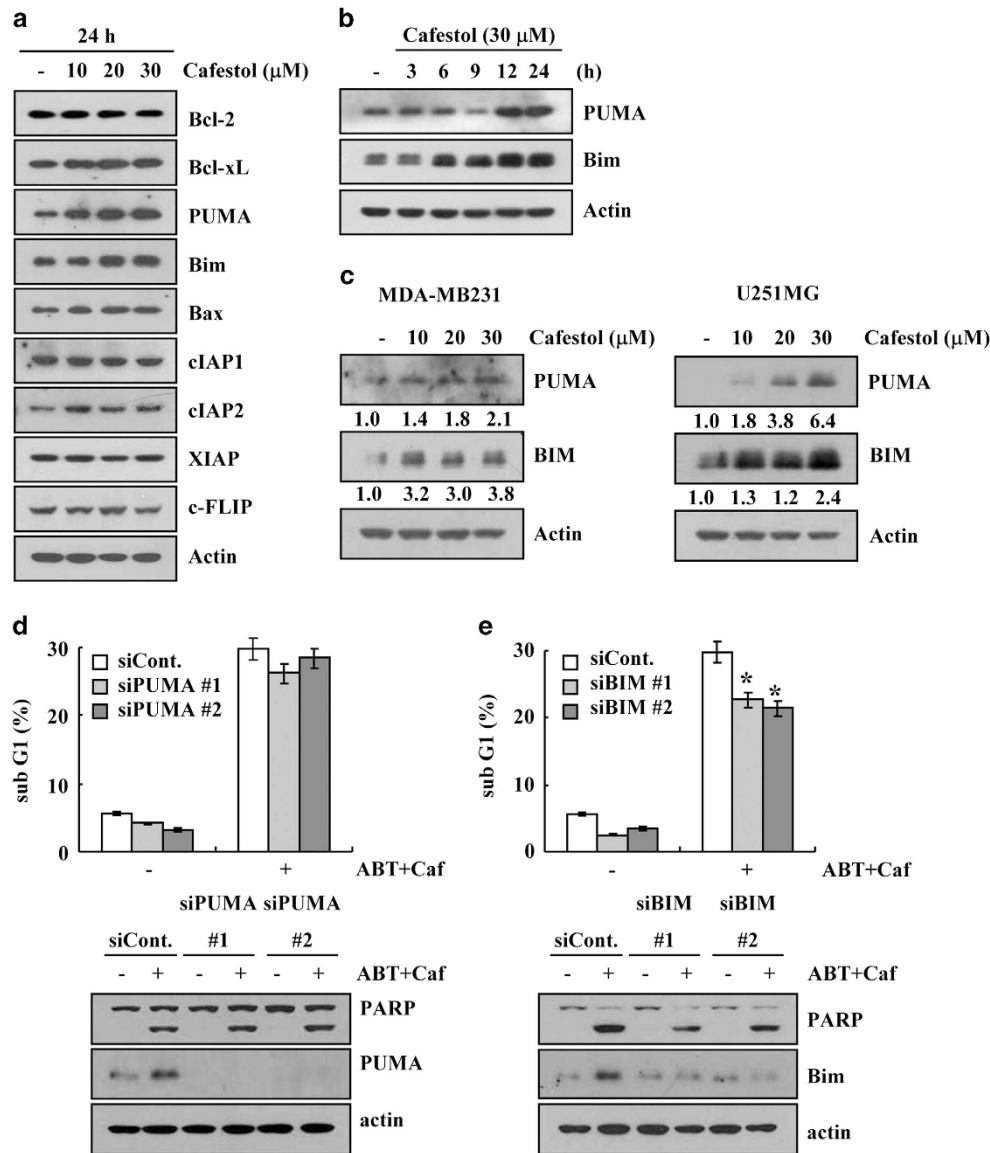 a
24 h
- 10 20 30 Cafestol (μM)
Bcl-2
Bcl-xL
PUMA
Bim
Bax
cIAP1
cIAP2
XIAP
c-FLIP
Actin
b
Cafestol (30 μM)
- 3 6 9 12 24 (h)
PUMA
Bim
Actin
c
MDA-MB231
- 10 20 30 Cafestol (μM)
PUMA
1.0 1.4 1.8 2.1
BIM
1.0 3.2 3.0 3.8
Actin
U251MG
- 10 20 30 Cafestol (μM)
PUMA
1.0 1.8 3.8 6.4
BIM
1.0 1.3 1.2 2.4
Actin
d
sub G1 (%)
30
20
10
0
siCont.
siPUMA #1
siPUMA #2
- + ABT+Caf
siPUMA siPUMA
siCont. #1 #2
- + - + - + ABT+Caf
PARP
PUMA
actin
e
sub G1 (%)
30
20
10
0
siCont.
siBIM #1
siBIM #2
* *
- + ABT+Caf
siBIM siBIM
siCont. #1 #2
- + - + - + ABT+Caf
PARP
Bim
actin